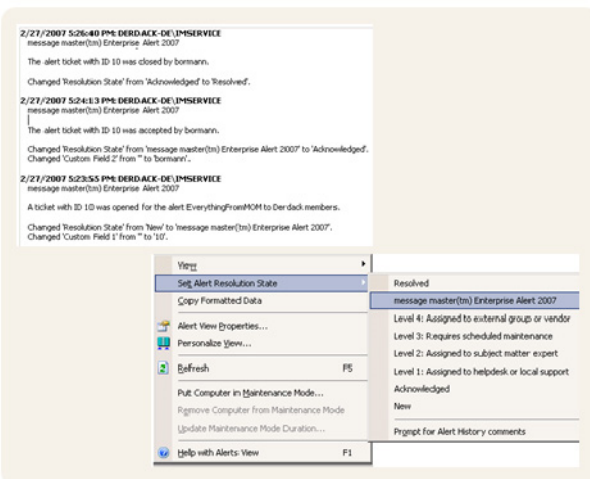 2/27/2007 5:26:40 PM: DERDACK-DE\IMSERVICE
message master(tm) Enterprise Alert 2007
The alert ticket with ID 10 was closed by bormann.
Changed 'Resolution State' from 'Acknowledged' to 'Resolved'.
2/27/2007 5:24:13 PM: DERDACK-DE\IMSERVICE
message master(tm) Enterprise Alert 2007
The alert ticket with ID 10 was accepted by bormann.
Changed 'Resolution State' from 'message master(tm) Enterprise Alert 2007' to 'Acknowledged'.
Changed 'Custom Field 2' from '' to 'bormann'.
2/27/2007 5:23:55 PM: DERDACK-DE\IMSERVICE
message master(tm) Enterprise Alert 2007
A ticket with ID 10 was opened for the alert EverythingFromMOM to Derdack members.
Changed 'Resolution State' from 'New' to 'message master(tm) Enterprise Alert 2007'.
Changed 'Custom Field 1' from '' to '10'.
View
Set Alert Resolution State
Copy Formatted Data
Alert View Properties...
Personalize View...
Refresh F5
Put Computer in Maintenance Mode...
Remove Computer from Maintenance Mode
Update Maintenance Mode Duration...
Help with Alerts: View F1
Resolved
message master(tm) Enterprise Alert 2007
Level 4: Assigned to external group or vendor
Level 3: Requires scheduled maintenance
Level 2: Assigned to subject matter expert
Level 1: Assigned to helpdesk or local support
Acknowledged
New
Prompt for Alert History comments